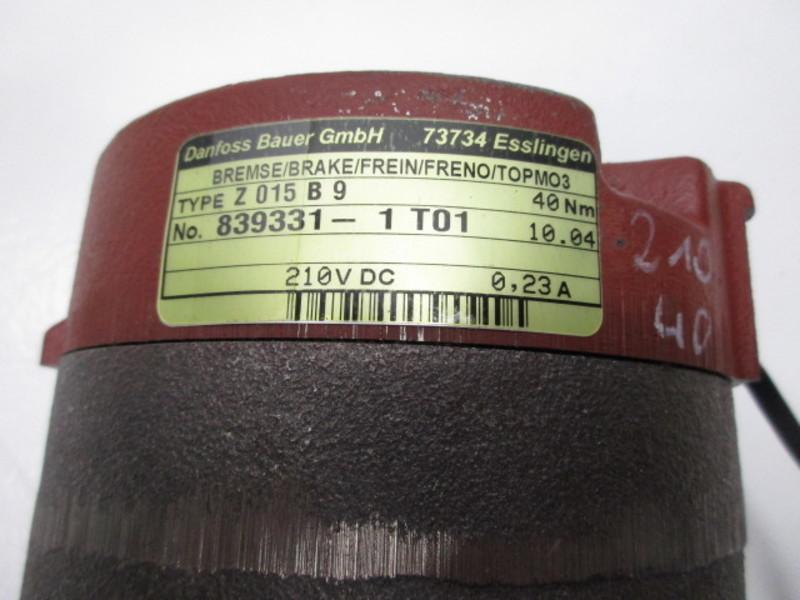 Danfoss Bauer GmbH 73734 Esslingen
BREMSE/BRAKE/FREIN/FRENO/TOPMO3
TYPE Z 015 B 9 40 Nm
No. 839331- 1 T01 10.04
210V DC 0,23 A
210
40